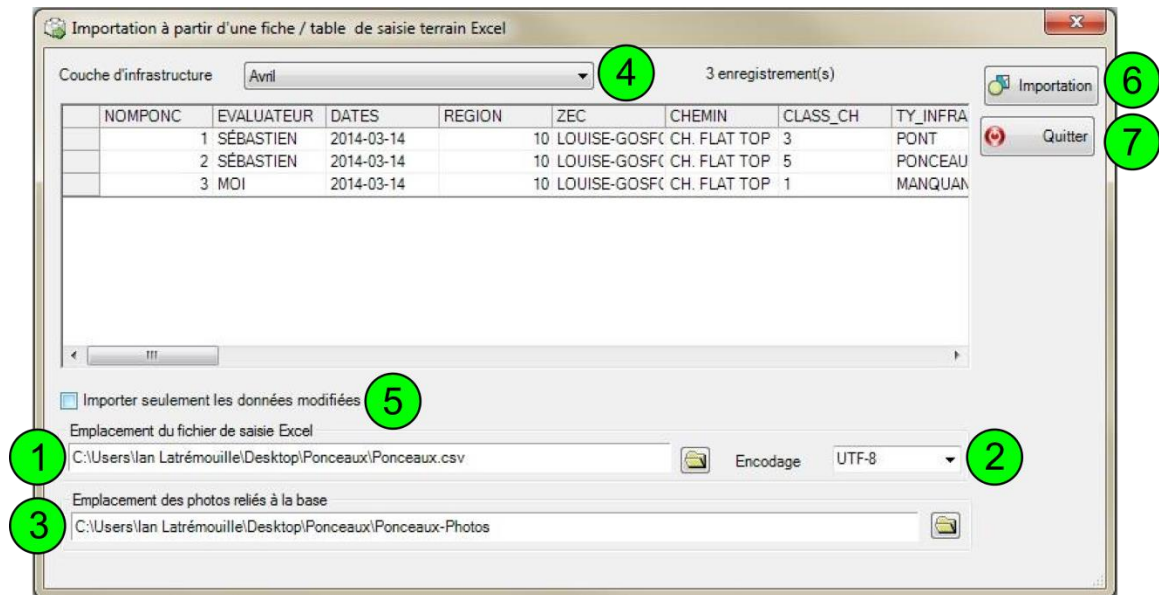 Importation à partir d'une fiche / table de saisie terrain Excel
Couche d'infrastructure Avril 4 3 enregistrement(s)
Importation 6
Quitter 7
NOMPONC EVALUATEUR DATES REGION ZEC CHEMIN CLASS_CH TY_INFRA
1 SÉBASTIEN 2014-03-14 10 LOUISE-GOSF( CH. FLAT TOP 3 PONT
2 SÉBASTIEN 2014-03-14 10 LOUISE-GOSF( CH. FLAT TOP 5 PONCEAU
3 MOI 2014-03-14 10 LOUISE-GOSF( CH. FLAT TOP 1 MANQUAN
Importer seulement les données modifiées 5
Emplacement du fichier de saisie Excel
1 C:\Users\Ian Latrémouille\Desktop\Ponceaux\Ponceaux.csv Encodage UTF-8 2
Emplacement des photos reliés à la base
3 C:\Users\Ian Latrémouille\Desktop\Ponceaux\Ponceaux-Photos